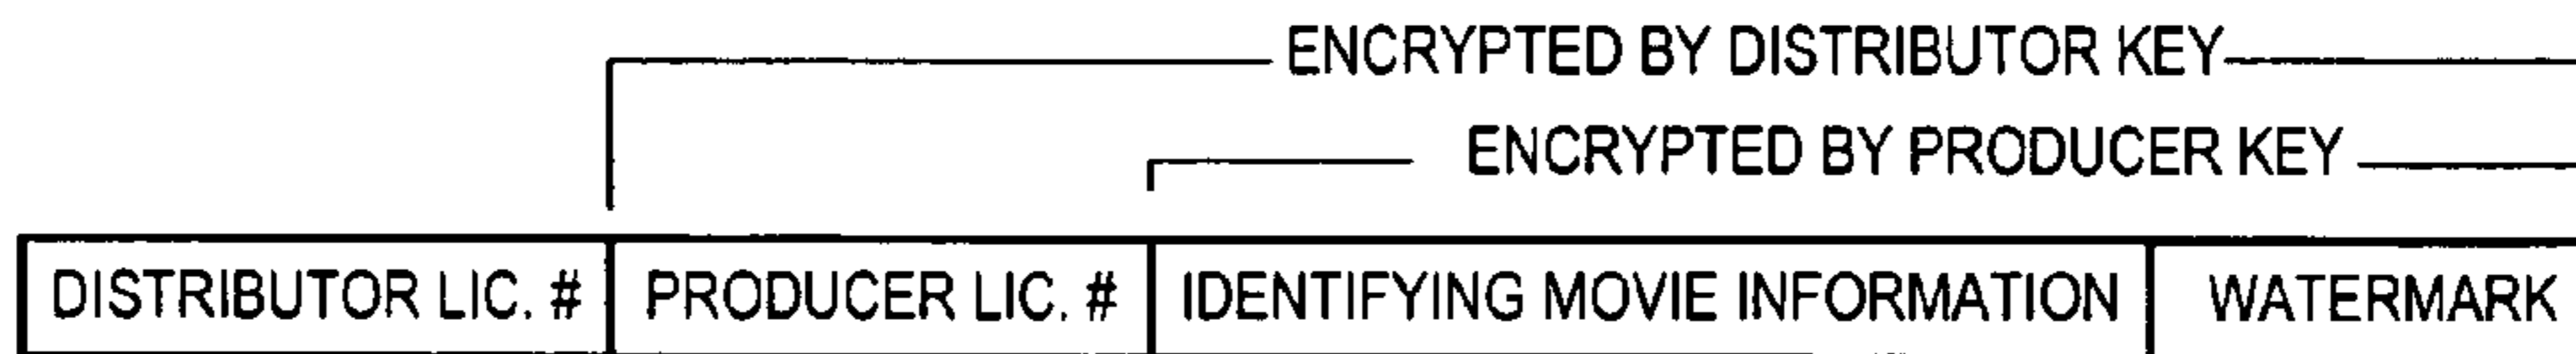 ENCRYPTED BY DISTRIBUTOR KEY
ENCRYPTED BY PRODUCER KEY
DISTRIBUTOR LIC. # PRODUCER LIC. # IDENTIFYING MOVIE INFORMATION WATERMARK